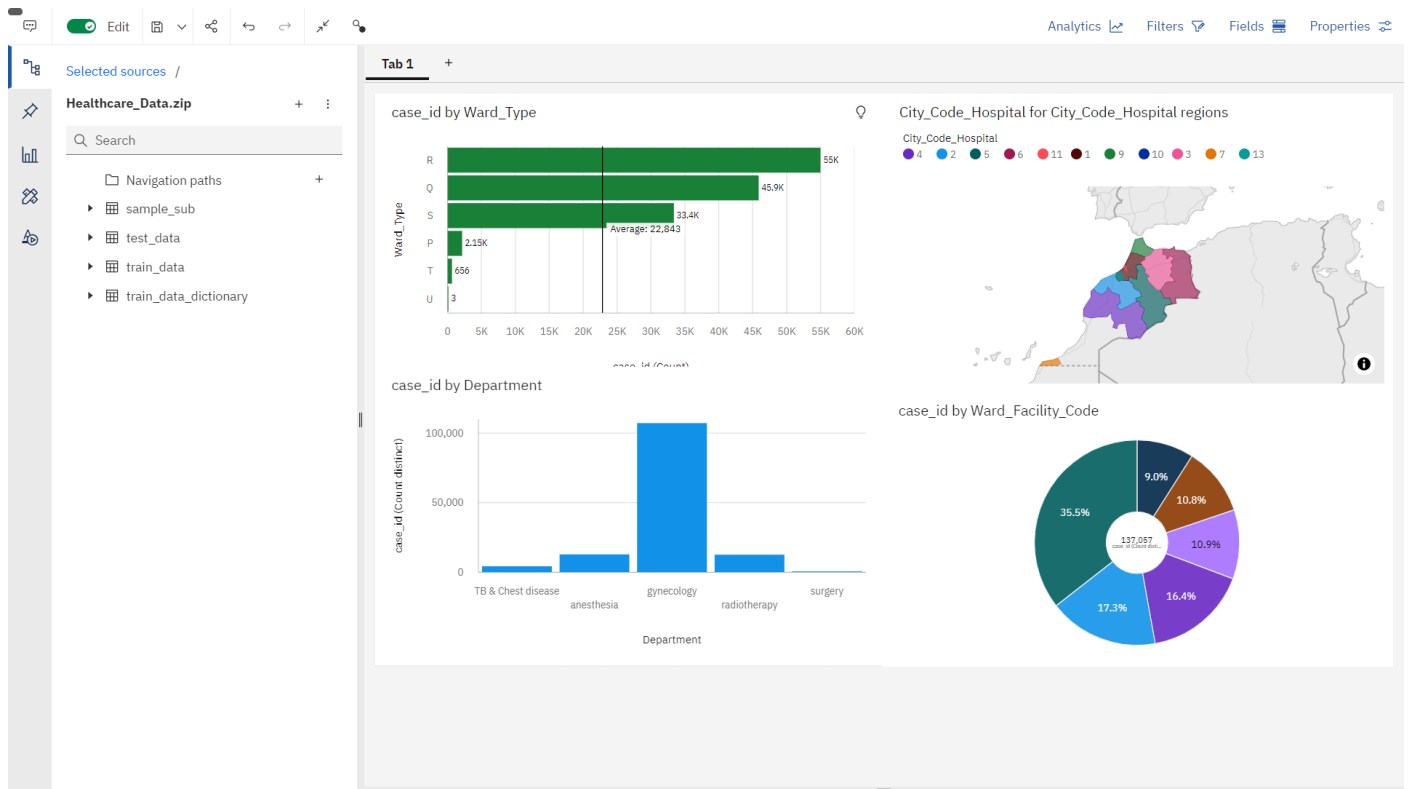 Edit
Analytics
Filters
Fields
Properties
Selected sources /
Healthcare_Data.zip
Search
Navigation paths
sample_sub
test_data
train_data
train_data_dictionary
Tab 1
case_id by Ward_Type
Ward_Type
R 55K
Q 45.9K
S 33.4K
Average: 22,843
P 2.15K
T 656
U 3
0 5K 10K 15K 20K 25K 30K 35K 40K 45K 50K 55K 60K
case_id (Count)
City_Code_Hospital for City_Code_Hospital regions
City_Code_Hospital
4 2 5 6 11 1 9 10 3 7 13
case_id by Department
case_id (Count distinct)
100,000
50,000
0
TB & Chest disease
anesthesia
gynecology
radiotherapy
surgery
Department
case_id by Ward_Facility_Code
9.0%
10.8%
10.9%
16.4%
17.3%
35.5%
137,057
case_id (Count disti...